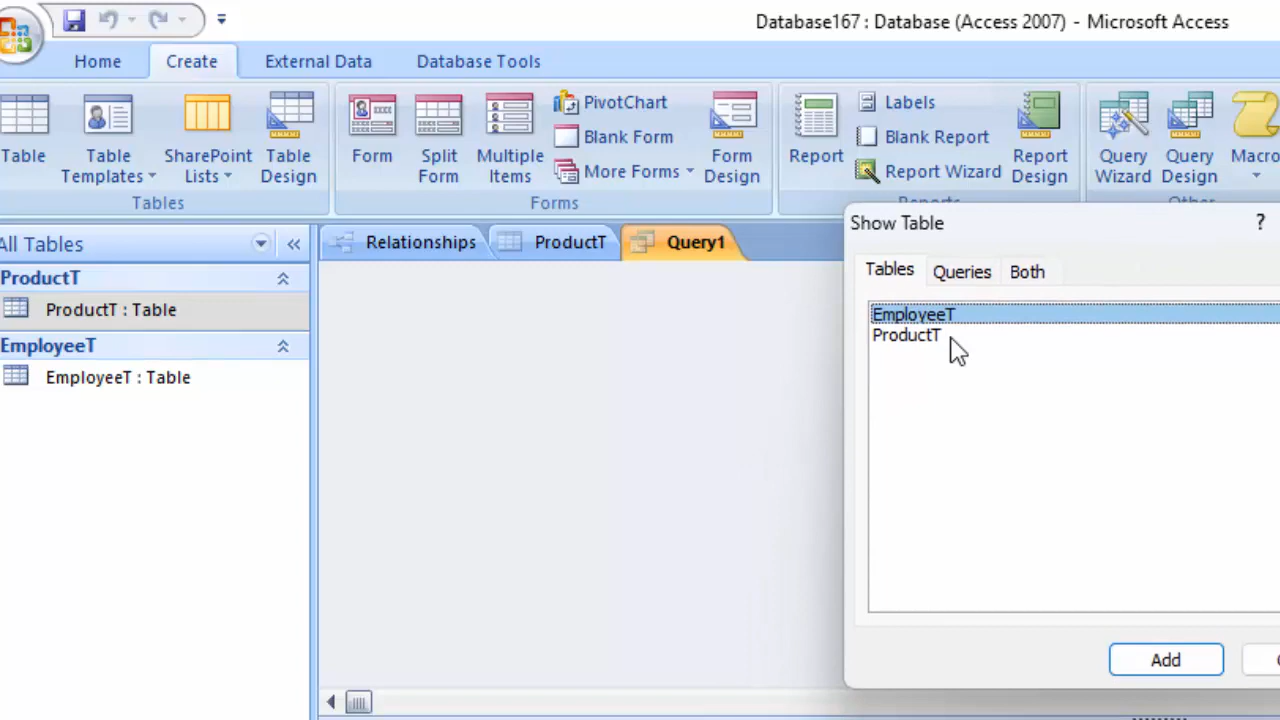 Database167 : Database (Access 2007) - Microsoft Access
Home Create External Data Database Tools
Table
Table Templates
SharePoint Lists
Table Design
Tables
Form
Split Form
Multiple Items
PivotChart
Blank Form
More Forms
Form Design
Forms
Report
Labels
Blank Report
Report Wizard
Report Design
Reports
Query Wizard
Query Design
Macro
Other
All Tables
ProductT
ProductT : Table
EmployeeT
EmployeeT : Table
Relationships ProductT Query1
Show Table
?
Tables Queries Both
EmployeeT
ProductT
Add